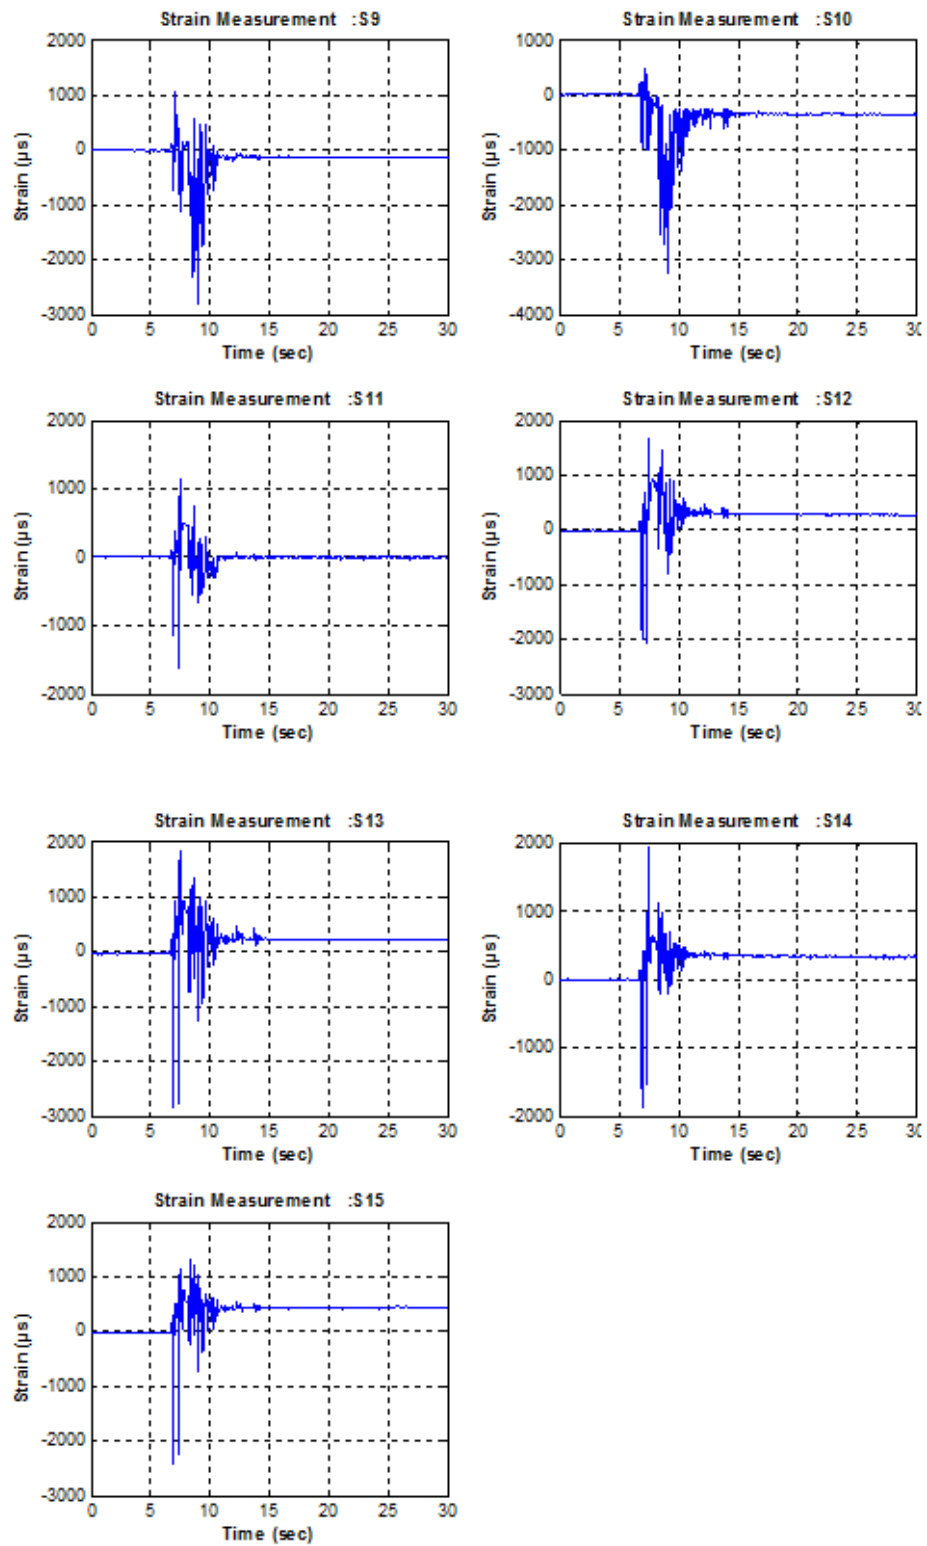 Strain Measurement :S9
2000
1000
0
-1000
-2000
-3000
Strain (µs)
0 5 10 15 20 25 30
Time (sec)
Strain Measurement :S10
1000
0
-1000
-2000
-3000
-4000
Strain (µs)
0 5 10 15 20 25 30
Time (sec)
Strain Measurement :S11
2000
1000
0
-1000
-2000
Strain (µs)
0 5 10 15 20 25 30
Time (sec)
Strain Measurement :S12
2000
1000
0
-1000
-2000
-3000
Strain (µs)
0 5 10 15 20 25 30
Time (sec)
Strain Measurement :S13
2000
1000
0
-1000
-2000
-3000
Strain (µs)
0 5 10 15 20 25 30
Time (sec)
Strain Measurement :S14
2000
1000
0
-1000
-2000
Strain (µs)
0 5 10 15 20 25 30
Time (sec)
Strain Measurement :S15
2000
1000
0
-1000
-2000
-3000
Strain (µs)
0 5 10 15 20 25 30
Time (sec)